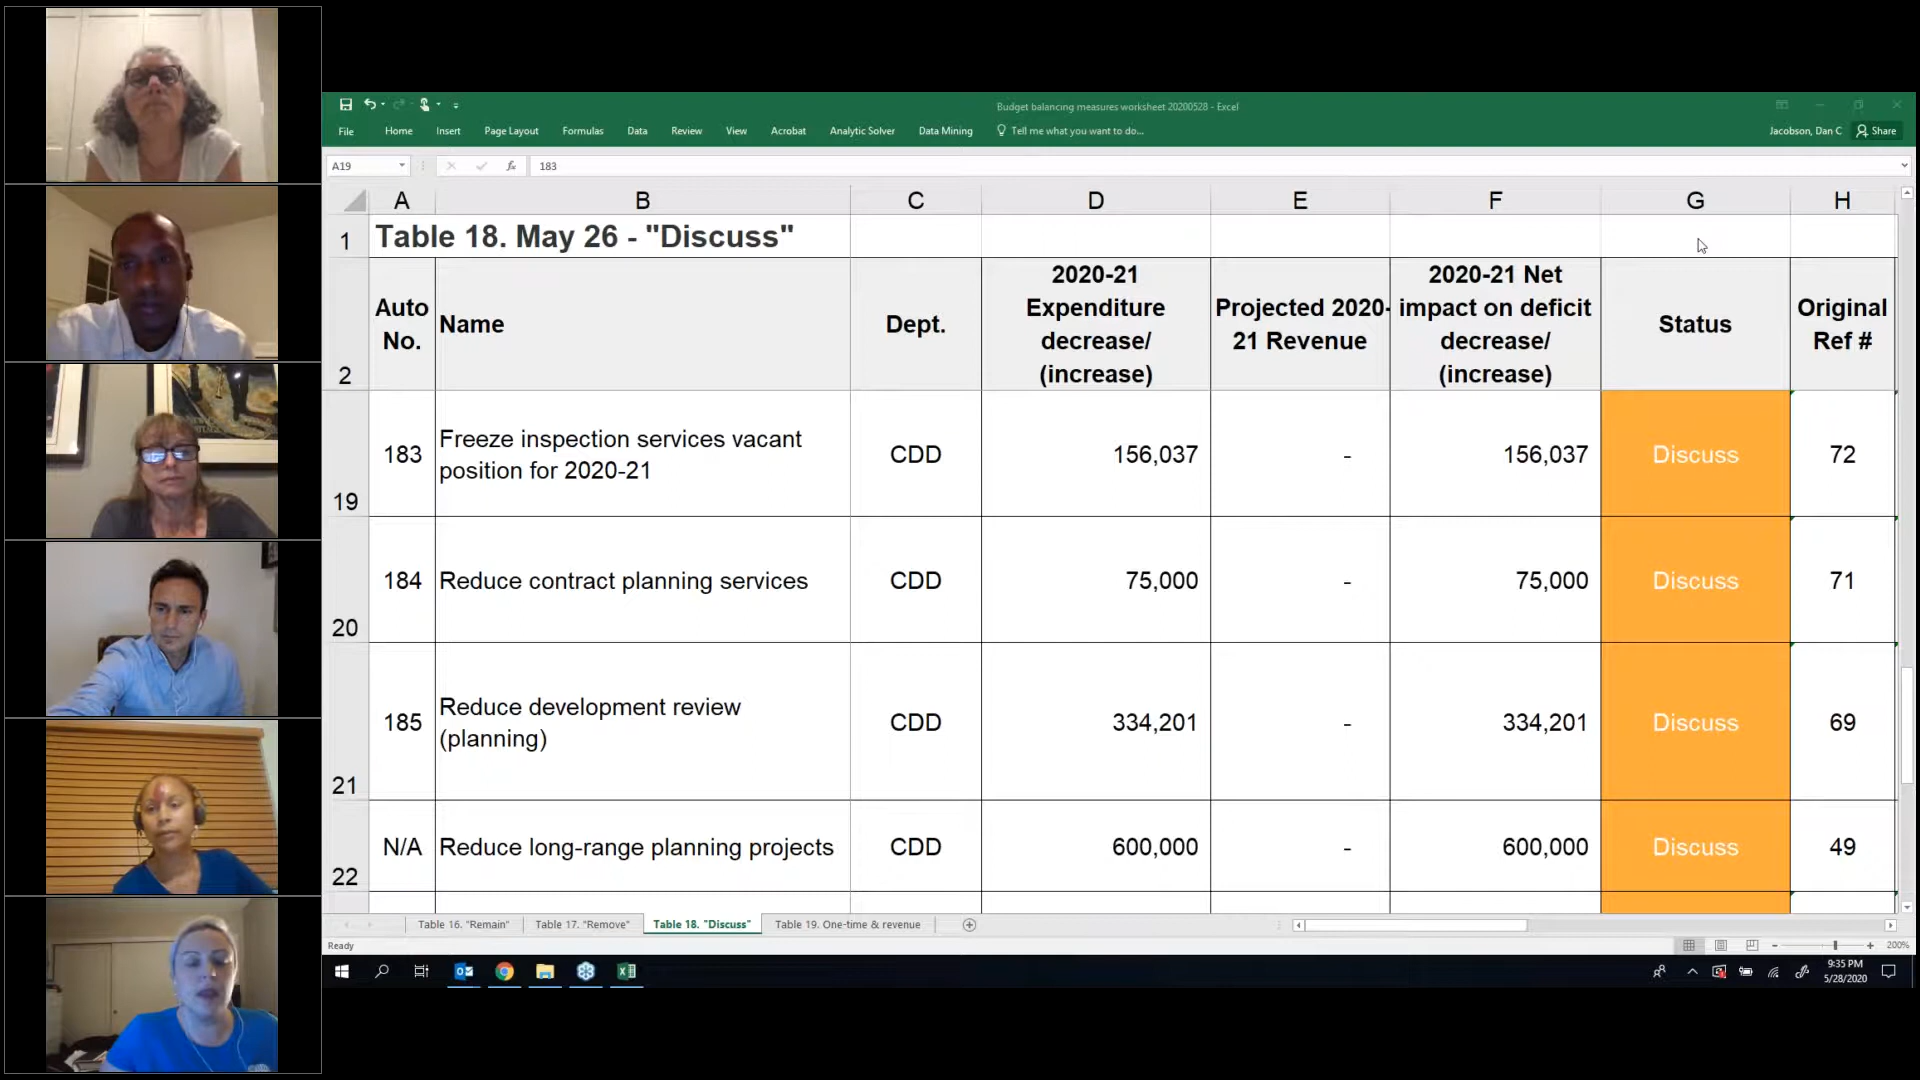 Budget balancing measures worksheet 20200528 - Excel
File Home Insert Page Layout Formulas Data Review View Acrobat Analytic Solver Data Mining Tell me what you want to do... Jacobson, Dan C Share
A19 fx 183
A B C D E F G H
1 Table 18. May 26 - "Discuss"
2
Auto
No.
Name
Dept.
2020-21
Expenditure
decrease/
(increase)
Projected 2020-
21 Revenue
2020-21 Net
impact on deficit
decrease/
(increase)
Status
Original
Ref #
19
183
Freeze inspection services vacant
position for 2020-21
CDD 156,037 - 156,037 Discuss 72
20
184 Reduce contract planning services CDD 75,000 - 75,000 Discuss 71
21
185
Reduce development review
(planning)
CDD 334,201 - 334,201 Discuss 69
22
N/A Reduce long-range planning projects CDD 600,000 - 600,000 Discuss 49
Table 16. "Remain" Table 17. "Remove" Table 18. "Discuss" Table 19. One-time & revenue
Ready 200%
9:35 PM
5/28/2020